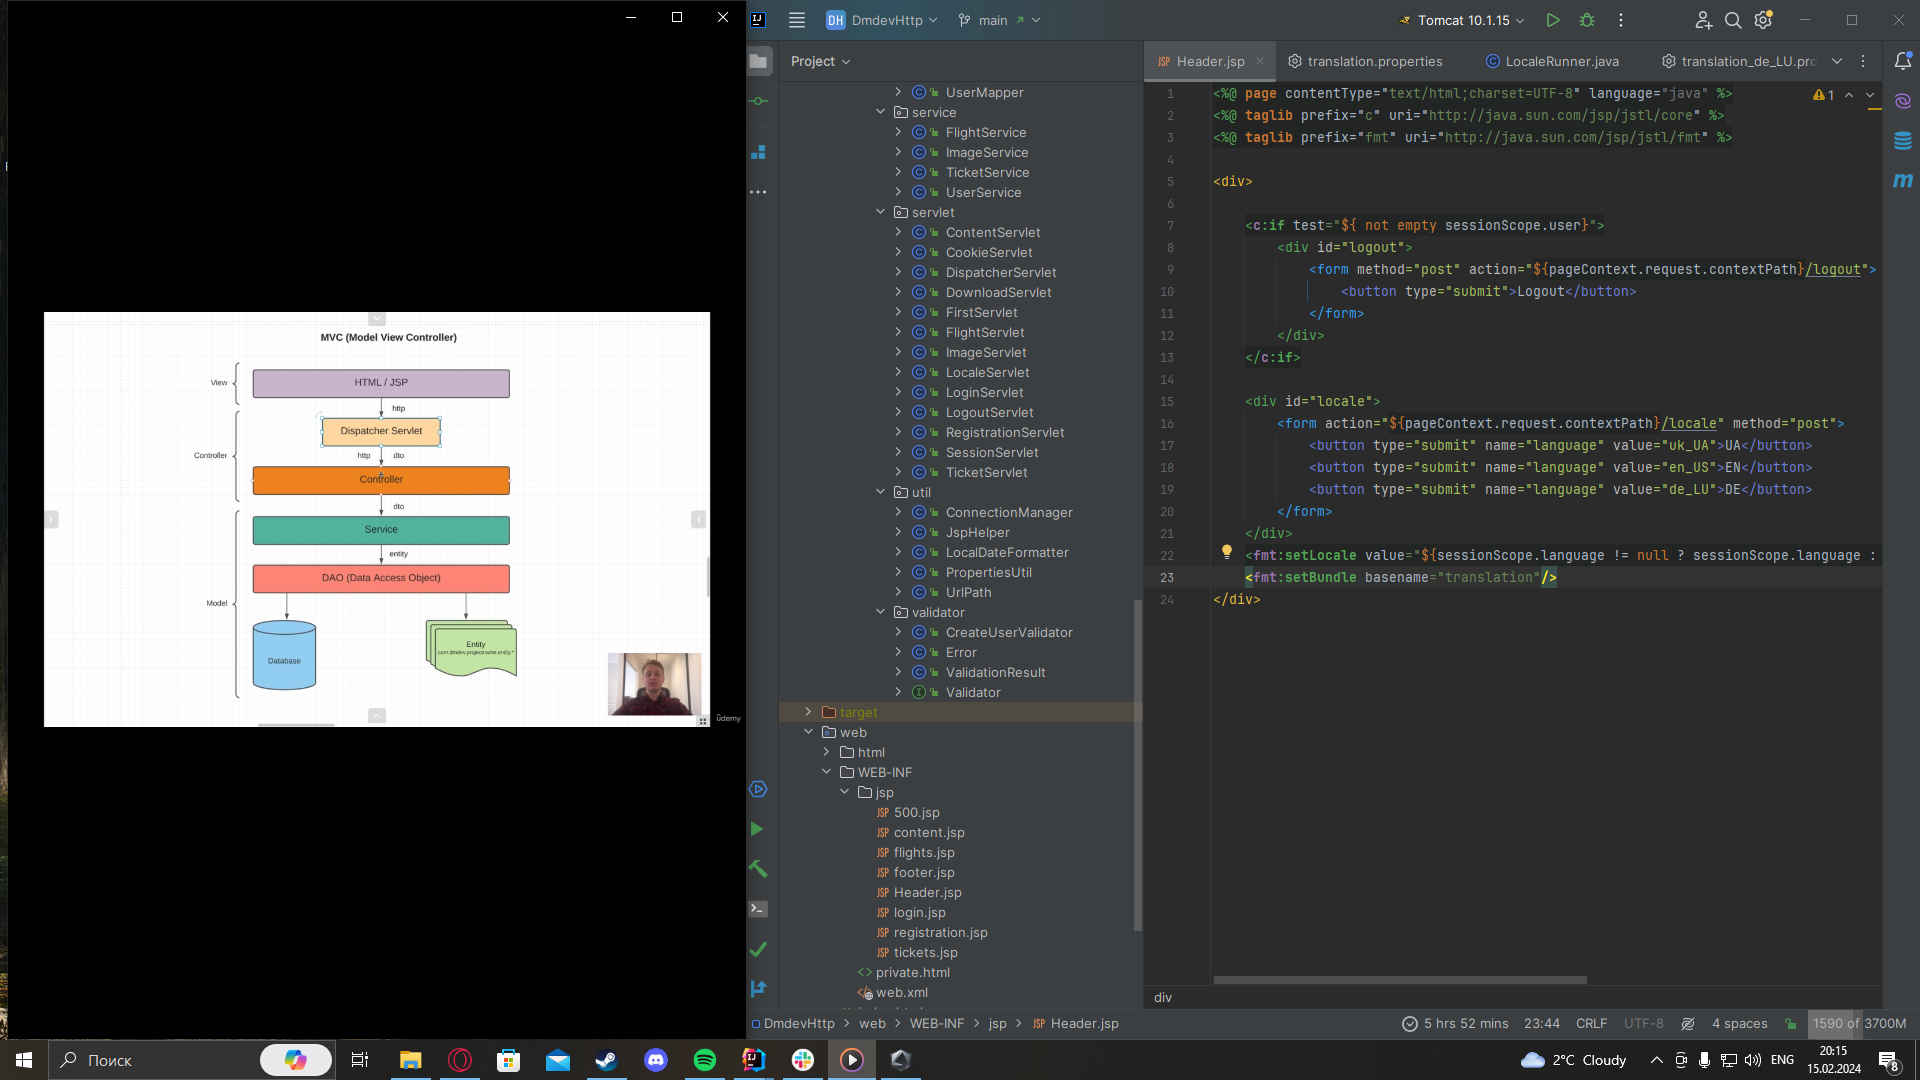 MVC (Model View Controller)
View
HTML / JSP
http
Dispatcher Servlet
http
dto
Controller
Controller
dto
Service
entity
DAO (Data Access Object)
Model
Database
Entity
com.dmdev.projectname.entity.*
ûdemy
DH DmdevHttp
main
Tomcat 10.1.15
Project
UserMapper
service
FlightService
ImageService
TicketService
UserService
servlet
ContentServlet
CookieServlet
DispatcherServlet
DownloadServlet
FirstServlet
FlightServlet
ImageServlet
LocaleServlet
LoginServlet
LogoutServlet
RegistrationServlet
SessionServlet
TicketServlet
util
ConnectionManager
JspHelper
LocalDateFormatter
PropertiesUtil
UrlPath
validator
CreateUserValidator
Error
ValidationResult
Validator
target
web
html
WEB-INF
jsp
JSP 500.jsp
JSP content.jsp
JSP flights.jsp
JSP footer.jsp
JSP Header.jsp
JSP login.jsp
JSP registration.jsp
JSP tickets.jsp
private.html
web.xml
JSP Header.jsp
translation.properties
LocaleRunner.java
translation_de_LU.pro
1
1 <%@ page contentType="text/html;charset=UTF-8" language="java" %>
2 <%@ taglib prefix="c" uri="http://java.sun.com/jsp/jstl/core" %>
3 <%@ taglib prefix="fmt" uri="http://java.sun.com/jsp/jstl/fmt" %>
4
5 <div>
6
7 <c:if test="${ not empty sessionScope.user}">
8 <div id="logout">
9 <form method="post" action="${pageContext.request.contextPath}/logout">
10 <button type="submit">Logout</button>
11 </form>
12 </div>
13 </c:if>
14
15 <div id="locale">
16 <form action="${pageContext.request.contextPath}/locale" method="post">
17 <button type="submit" name="language" value="uk_UA">UA</button>
18 <button type="submit" name="language" value="en_US">EN</button>
19 <button type="submit" name="language" value="de_LU">DE</button>
20 </form>
21 </div>
22 <fmt:setLocale value="${sessionScope.language != null ? sessionScope.language :
23 <fmt:setBundle basename="translation"/>
24 </div>
div
DmdevHttp > web > WEB-INF > jsp > JSP Header.jsp
5 hrs 52 mins 23:44 CRLF UTF-8 4 spaces 1590 of 3700M
Поиск
2°C Cloudy
ENG
20:15
15.02.2024
8